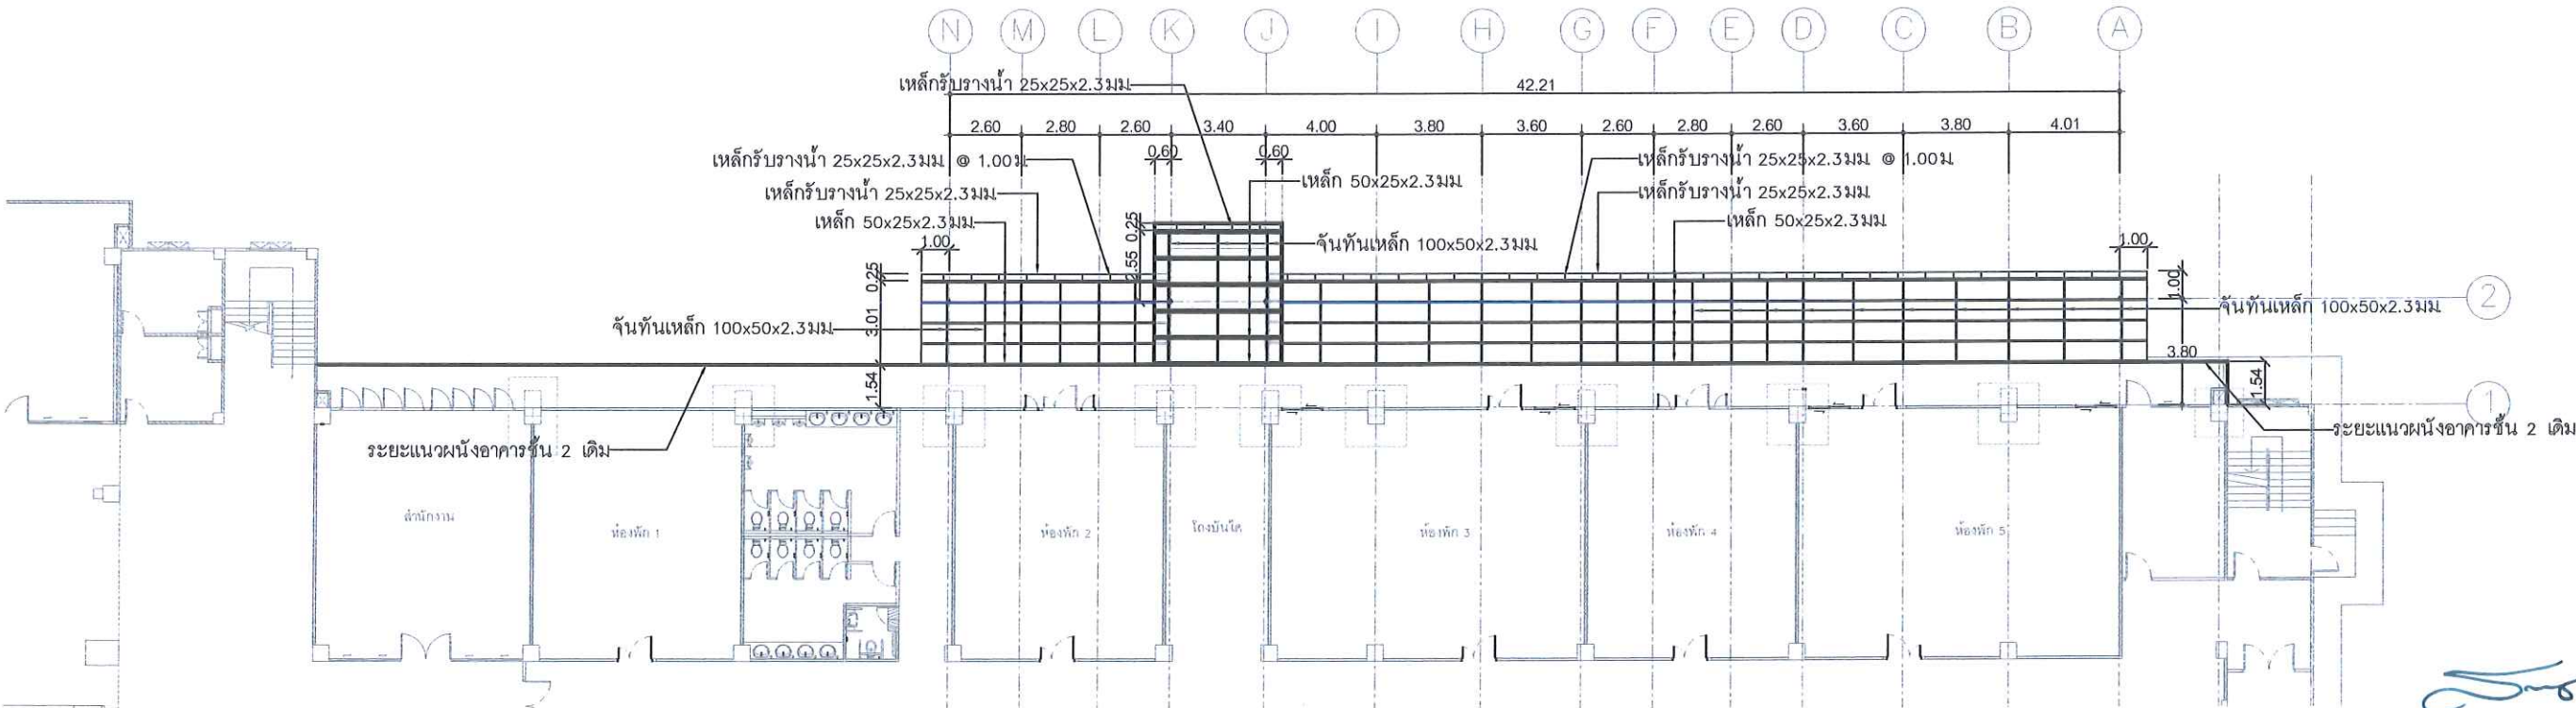 N M L K J I H G F E D C B A
เหล็กรับรางน้ำ 25x25x2.3มม.
42.21
2.60 2.80 2.60 3.40 4.00 3.80 3.60 2.60 2.80 2.60 3.60 3.80 4.01
0.60 0.60
เหล็กรับรางน้ำ 25x25x2.3มม. @ 1.00ม.
เหล็กรับรางน้ำ 25x25x2.3มม. @ 1.00ม.
เหล็ก 50x25x2.3มม.
เหล็กรับรางน้ำ 25x25x2.3มม.
เหล็กรับรางน้ำ 25x25x2.3มม.
เหล็ก 50x25x2.3มม.
เหล็ก 50x25x2.3มม.
0.25
2.55
จันทันเหล็ก 100x50x2.3มม.
1.00
1.00
0.25
3.01
1.00
2
จันทันเหล็ก 100x50x2.3มม.
จันทันเหล็ก 100x50x2.3มม.
3.80
1.54
1.54
1
ระยะแนวผนังอาคารชั้น 2 เดิม
ระยะแนวผนังอาคารชั้น 2 เดิม
สำนักงาน
ห้องพัก 1
ห้องพัก 2
โถงบันได
ห้องพัก 3
ห้องพัก 4
ห้องพัก 5